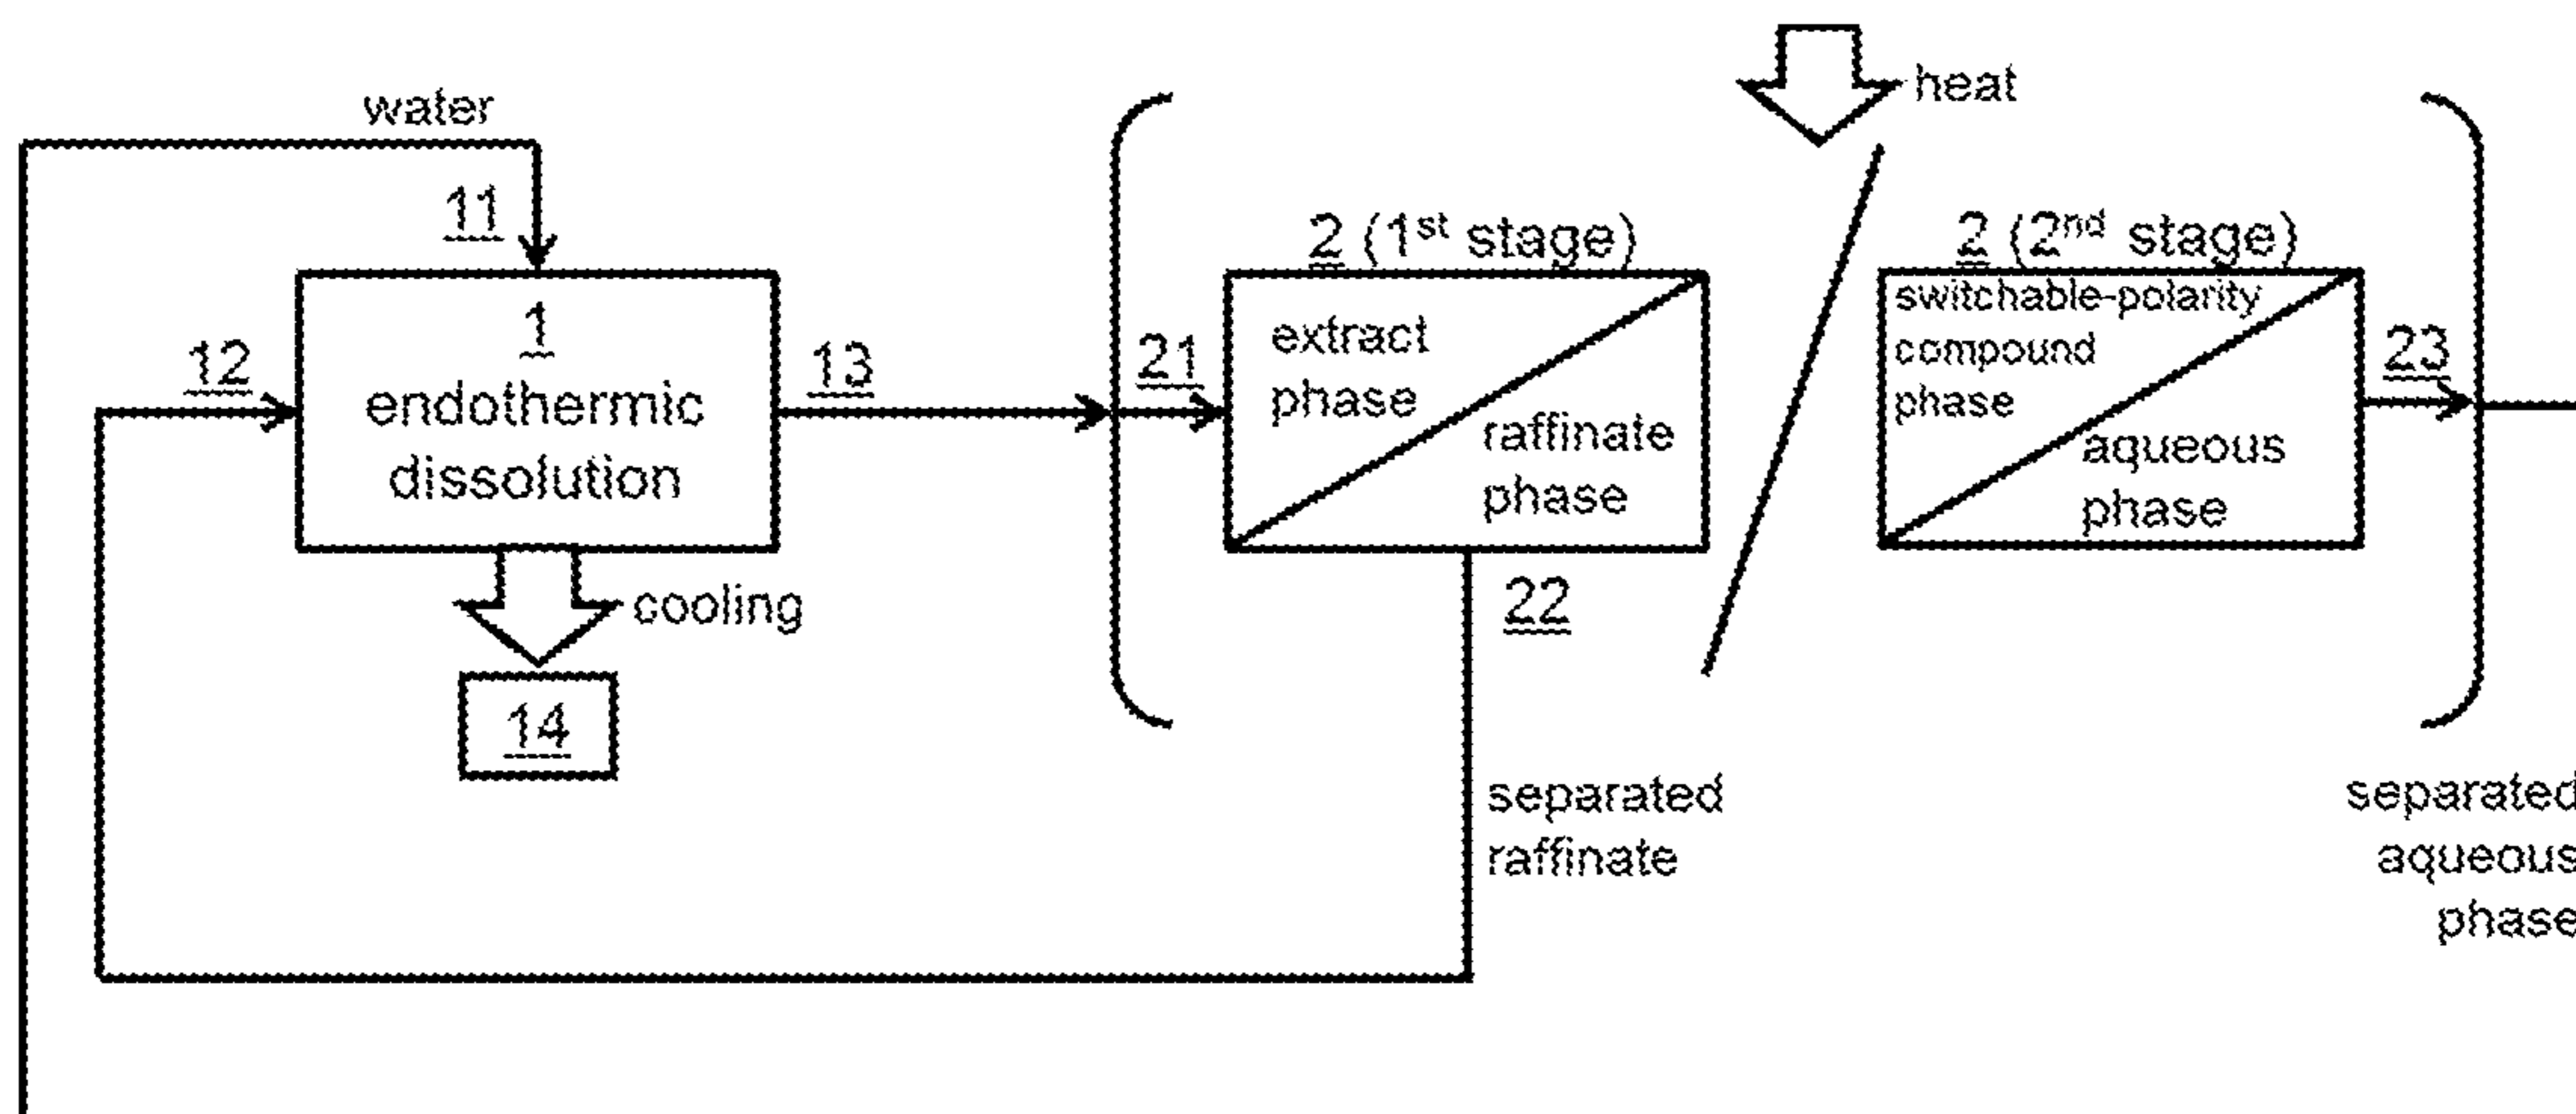 water
11
12
1
endothermic
dissolution
13
cooling
14
heat
21
2 (1st stage)
extract
phase
raffinate
phase
22
separated
raffinate
2 (2nd stage)
switchable-polarity
compound
phase
aqueous
phase
23
separated
aqueous
phase